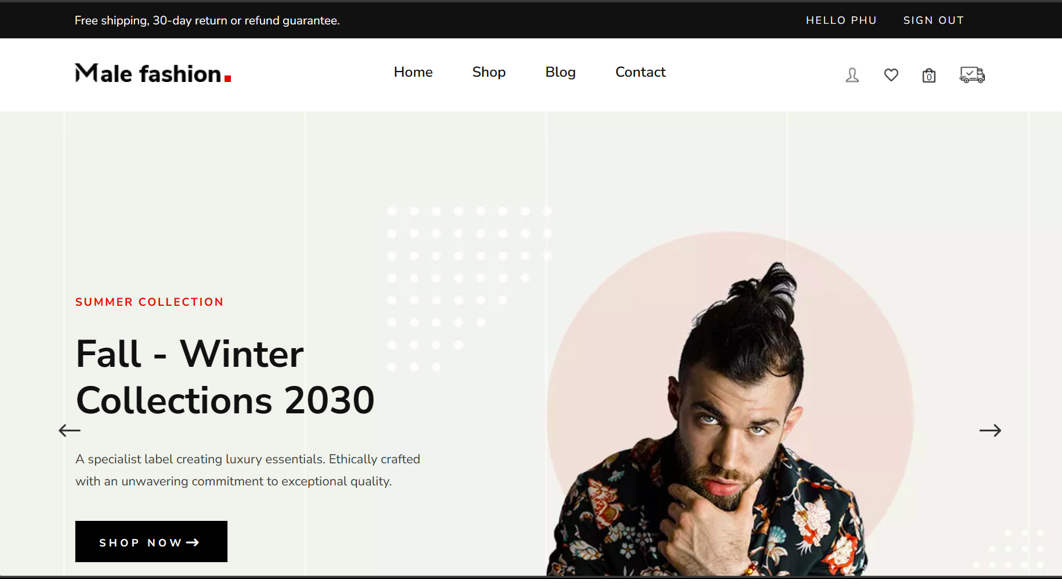 Free shipping, 30-day return or refund guarantee.
HELLO PHU
SIGN OUT
Male fashion.
Home
Shop
Blog
Contact
0
SUMMER COLLECTION
Fall - Winter
Collections 2030
A specialist label creating luxury essentials. Ethically crafted
with an unwavering commitment to exceptional quality.
SHOP NOW